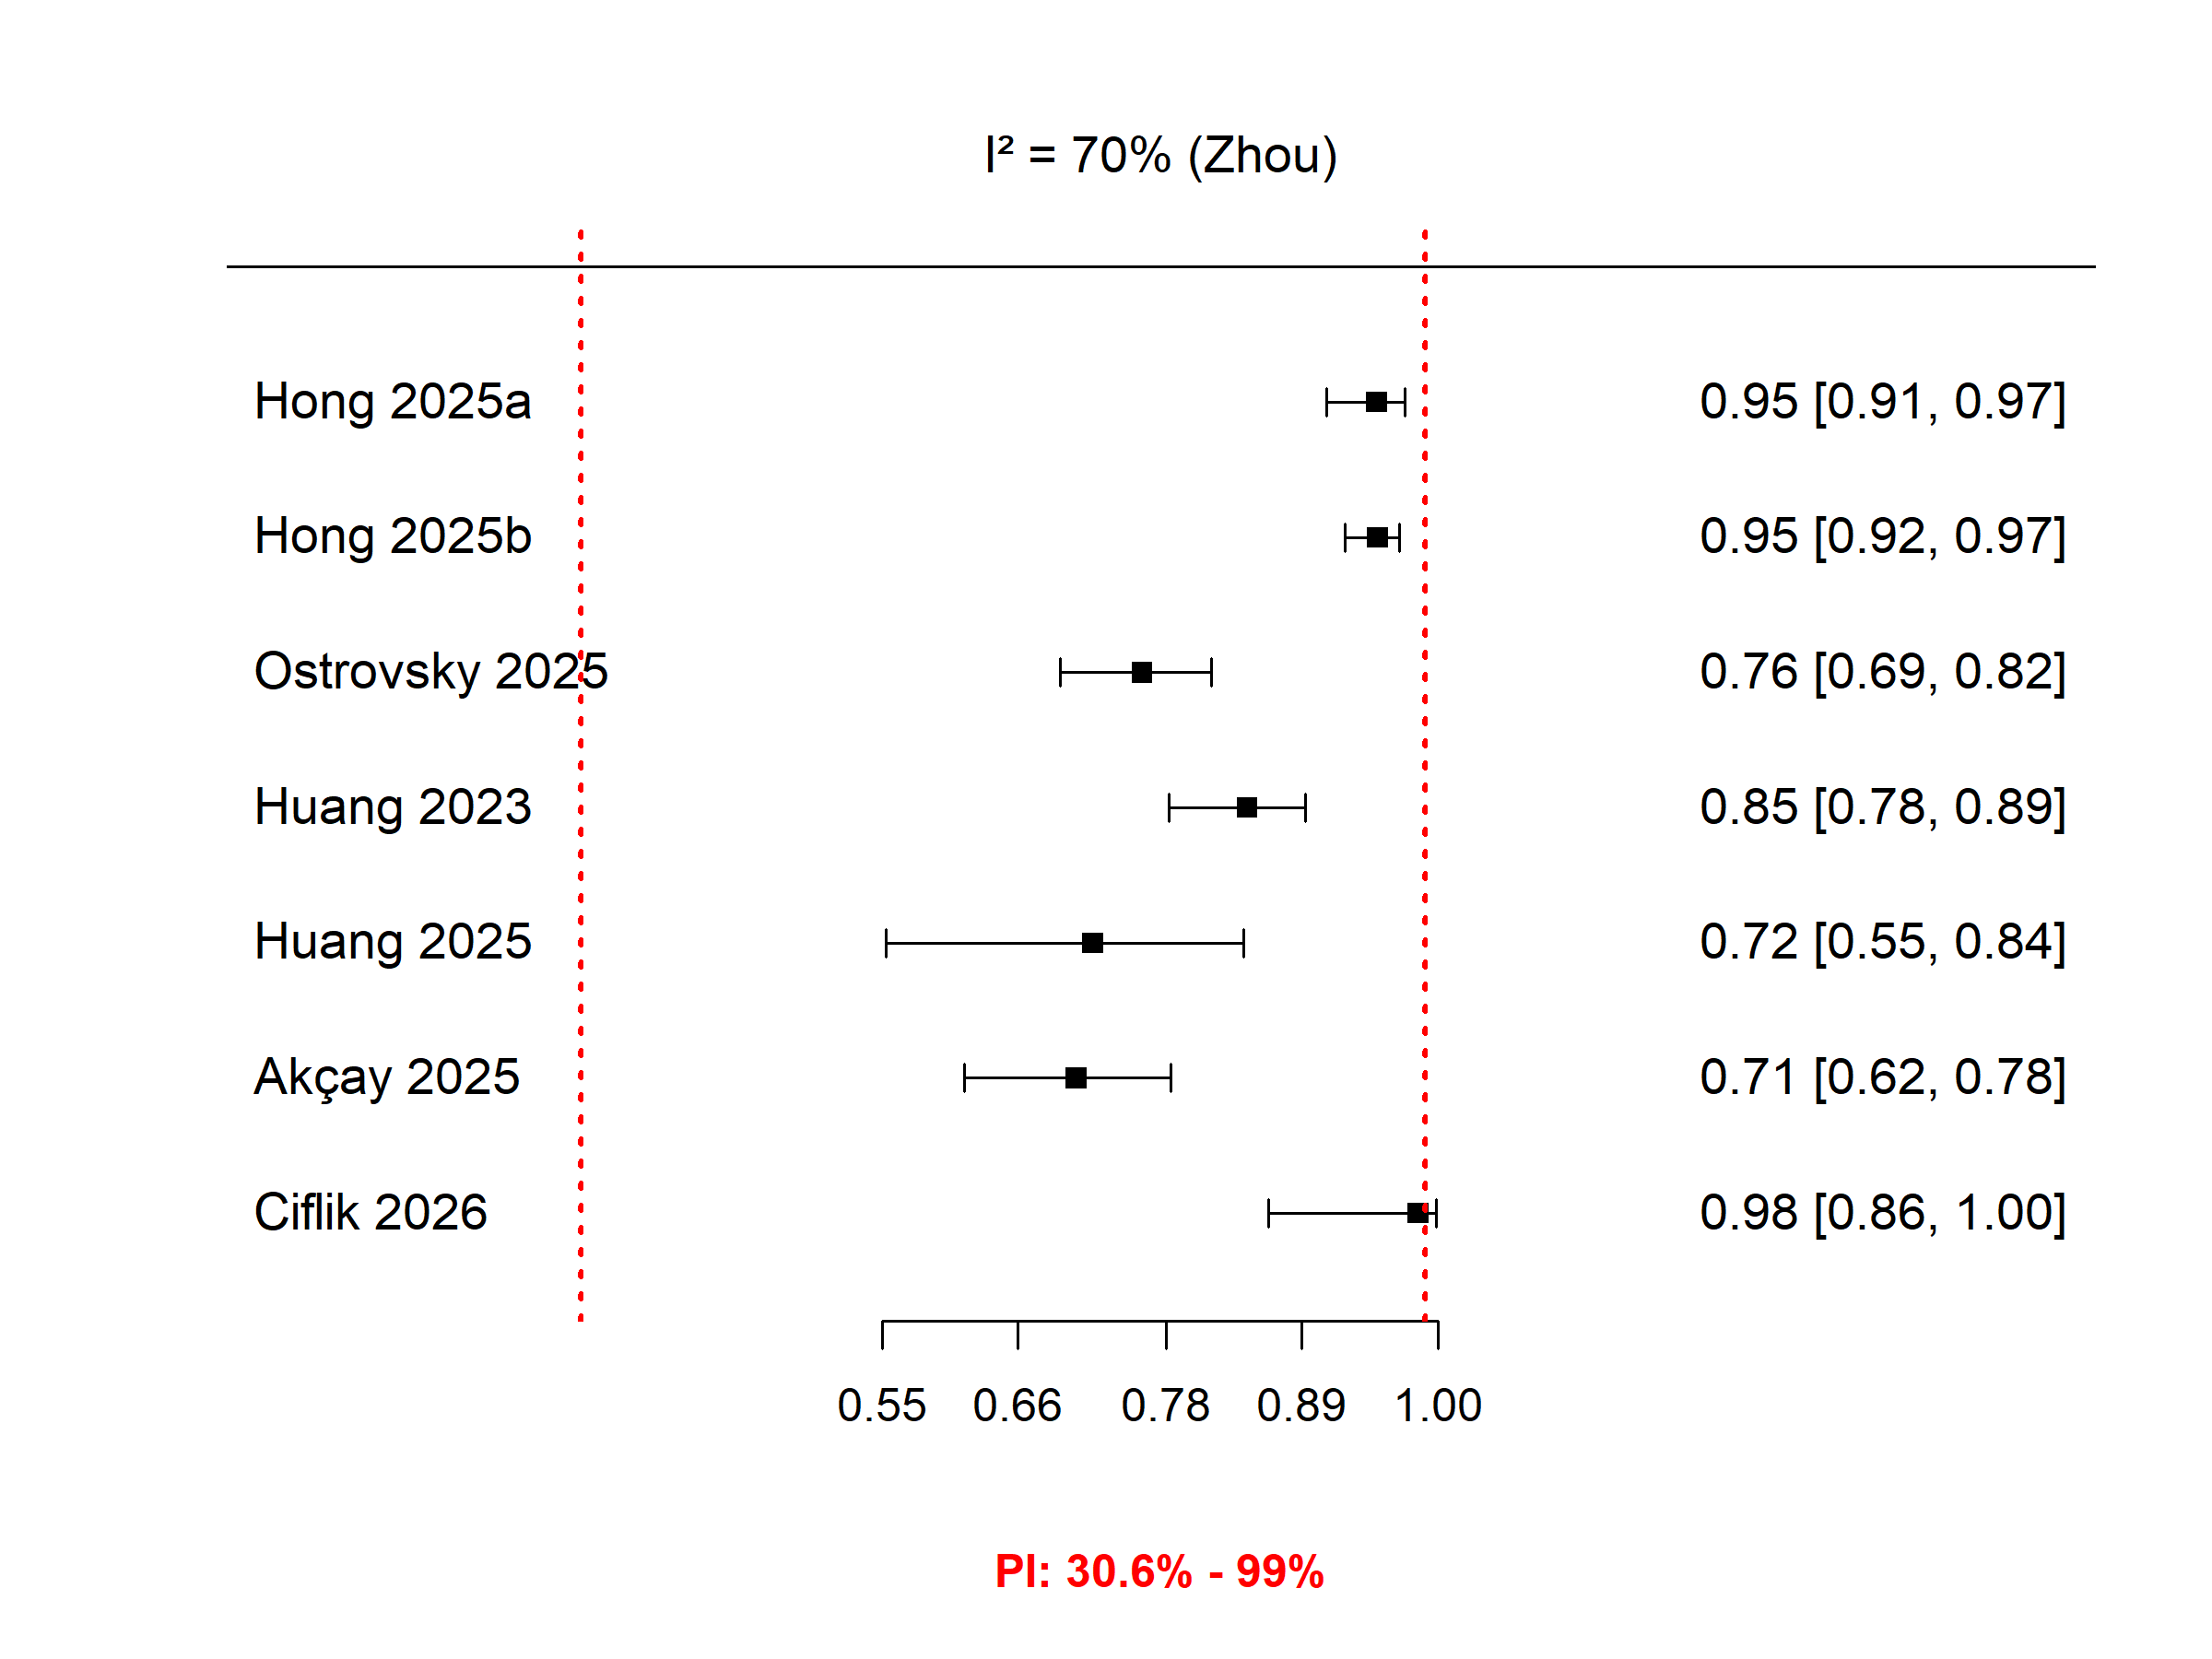 I² = 70% (Zhou)
Hong 2025a 0.95 [0.91, 0.97]
Hong 2025b 0.95 [0.92, 0.97]
Ostrovsky 2025 0.76 [0.69, 0.82]
Huang 2023 0.85 [0.78, 0.89]
Huang 2025 0.72 [0.55, 0.84]
Akçay 2025 0.71 [0.62, 0.78]
Ciflik 2026 0.98 [0.86, 1.00]
0.55 0.66 0.78 0.89 1.00
PI: 30.6% - 99%